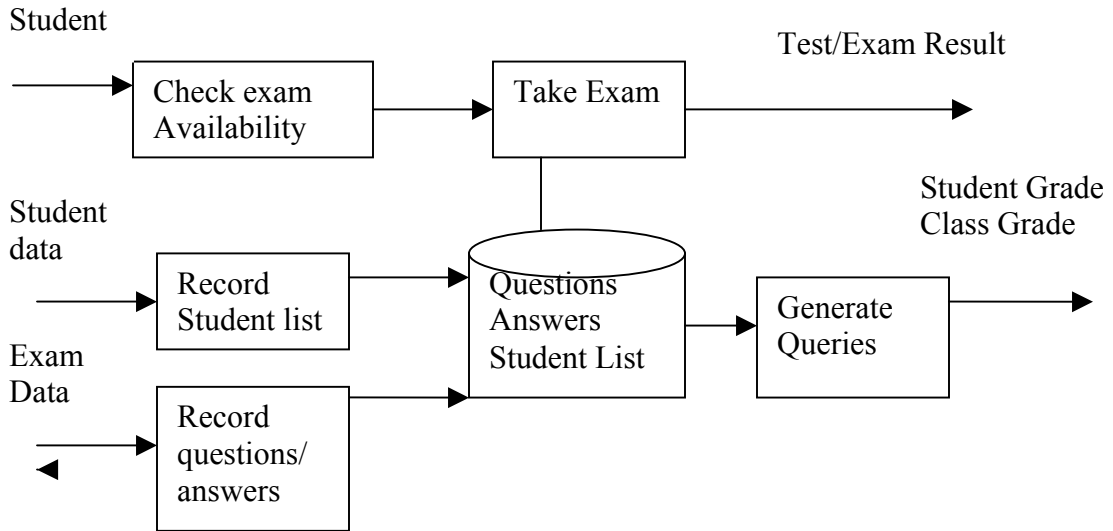 Student
Test/Exam Result
Check exam
Availability
Take Exam
Student Grade
Class Grade
Student
data
Record
Student list
Questions
Answers
Student List
Generate
Queries
Exam
Data
Record
questions/
answers